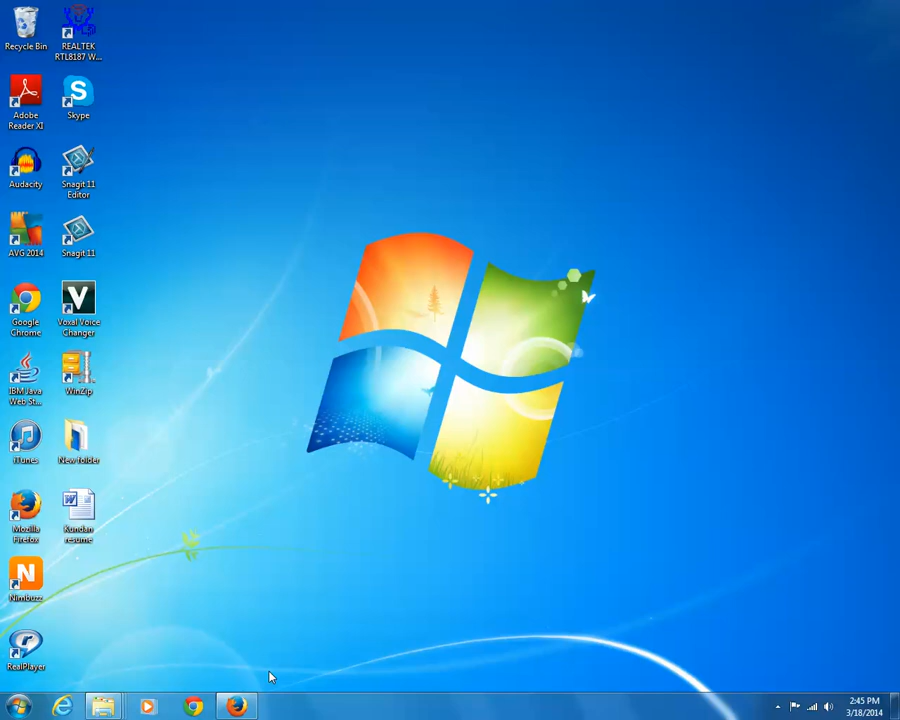 Recycle Bin
REALTEK
RTL8187 W...
Adobe
Reader XI
Skype
Audacity
Snagit 11
Editor
AVG 2014
Snagit 11
Google
Chrome
Voxal Voice
Changer
IBM Java
Web St...
WinZip
iTunes
New folder
Mozilla
Firefox
Kundan
resume
Nimbuzz
RealPlayer
2:45 PM
3/18/2014